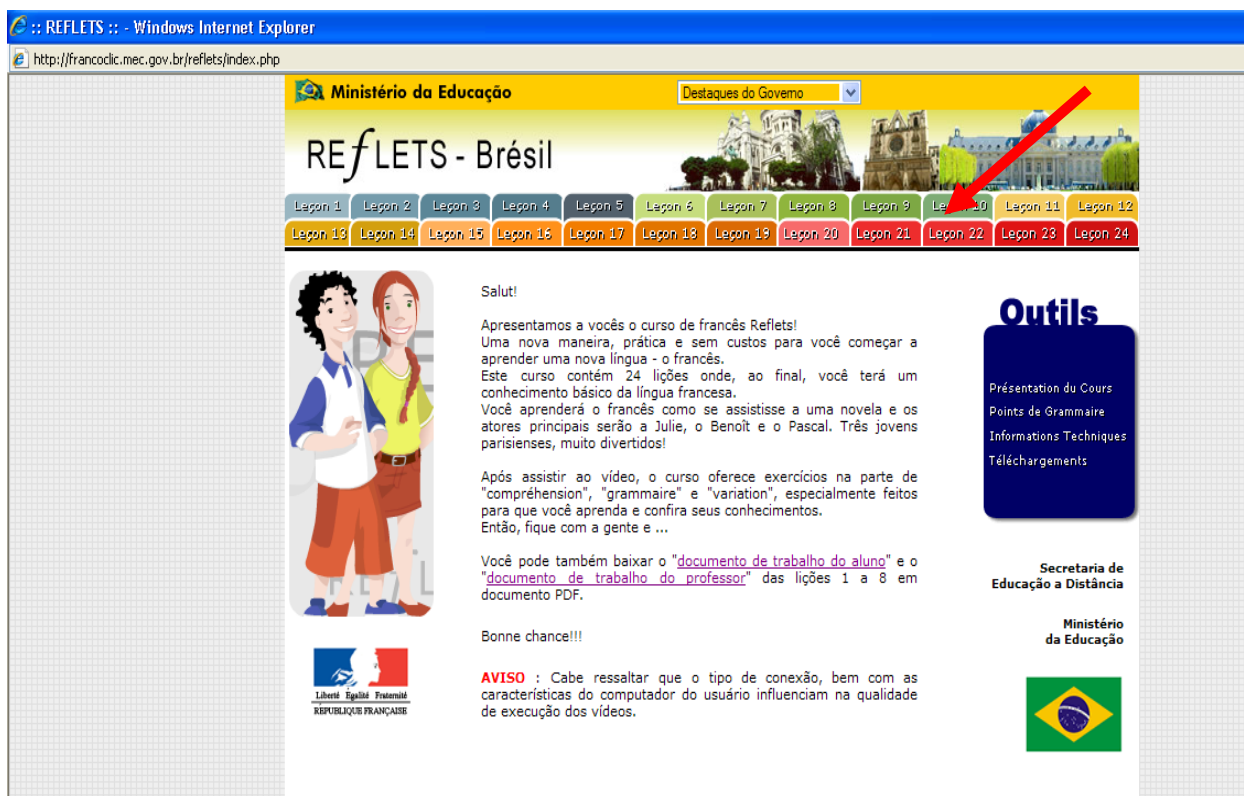 :: REFLETS :: - Windows Internet Explorer
http://francoclic.mec.gov.br/reflets/index.php
Ministério da Educação
Destaques do Governo
REfLETS - Brésil
Leçon 1 Leçon 2 Leçon 3 Leçon 4 Leçon 5 Leçon 6 Leçon 7 Leçon 8 Leçon 9 Leçon 10 Leçon 11 Leçon 12
Leçon 13 Leçon 14 Leçon 15 Leçon 16 Leçon 17 Leçon 18 Leçon 19 Leçon 20 Leçon 21 Leçon 22 Leçon 23 Leçon 24
Salut!
Apresentamos a vocês o curso de francês Reflets!
Uma nova maneira, prática e sem custos para você começar a
aprender uma nova língua - o francês.
Este curso contém 24 lições onde, ao final, você terá um
conhecimento básico da língua francesa.
Você aprenderá o francês como se assistisse a uma novela e os
atores principais serão a Julie, o Benoît e o Pascal. Três jovens
parisienses, muito divertidos!
Após assistir ao vídeo, o curso oferece exercícios na parte de
"compréhension", "grammaire" e "variation", especialmente feitos
para que você aprenda e confira seus conhecimentos.
Então, fique com a gente e ...
Você pode também baixar o "documento de trabalho do aluno" e o
"documento de trabalho do professor" das lições 1 a 8 em
documento PDF.
Bonne chance!!!
AVISO : Cabe ressaltar que o tipo de conexão, bem com as
características do computador do usuário influenciam na qualidade
de execução dos vídeos.
Outils
Présentation du Cours
Points de Grammaire
Informations Techniques
Téléchargements
Secretaria de
Educação a Distância
Ministério
da Educação
Liberté Egalité Fraternité
RÉPUBLIQUE FRANÇAISE